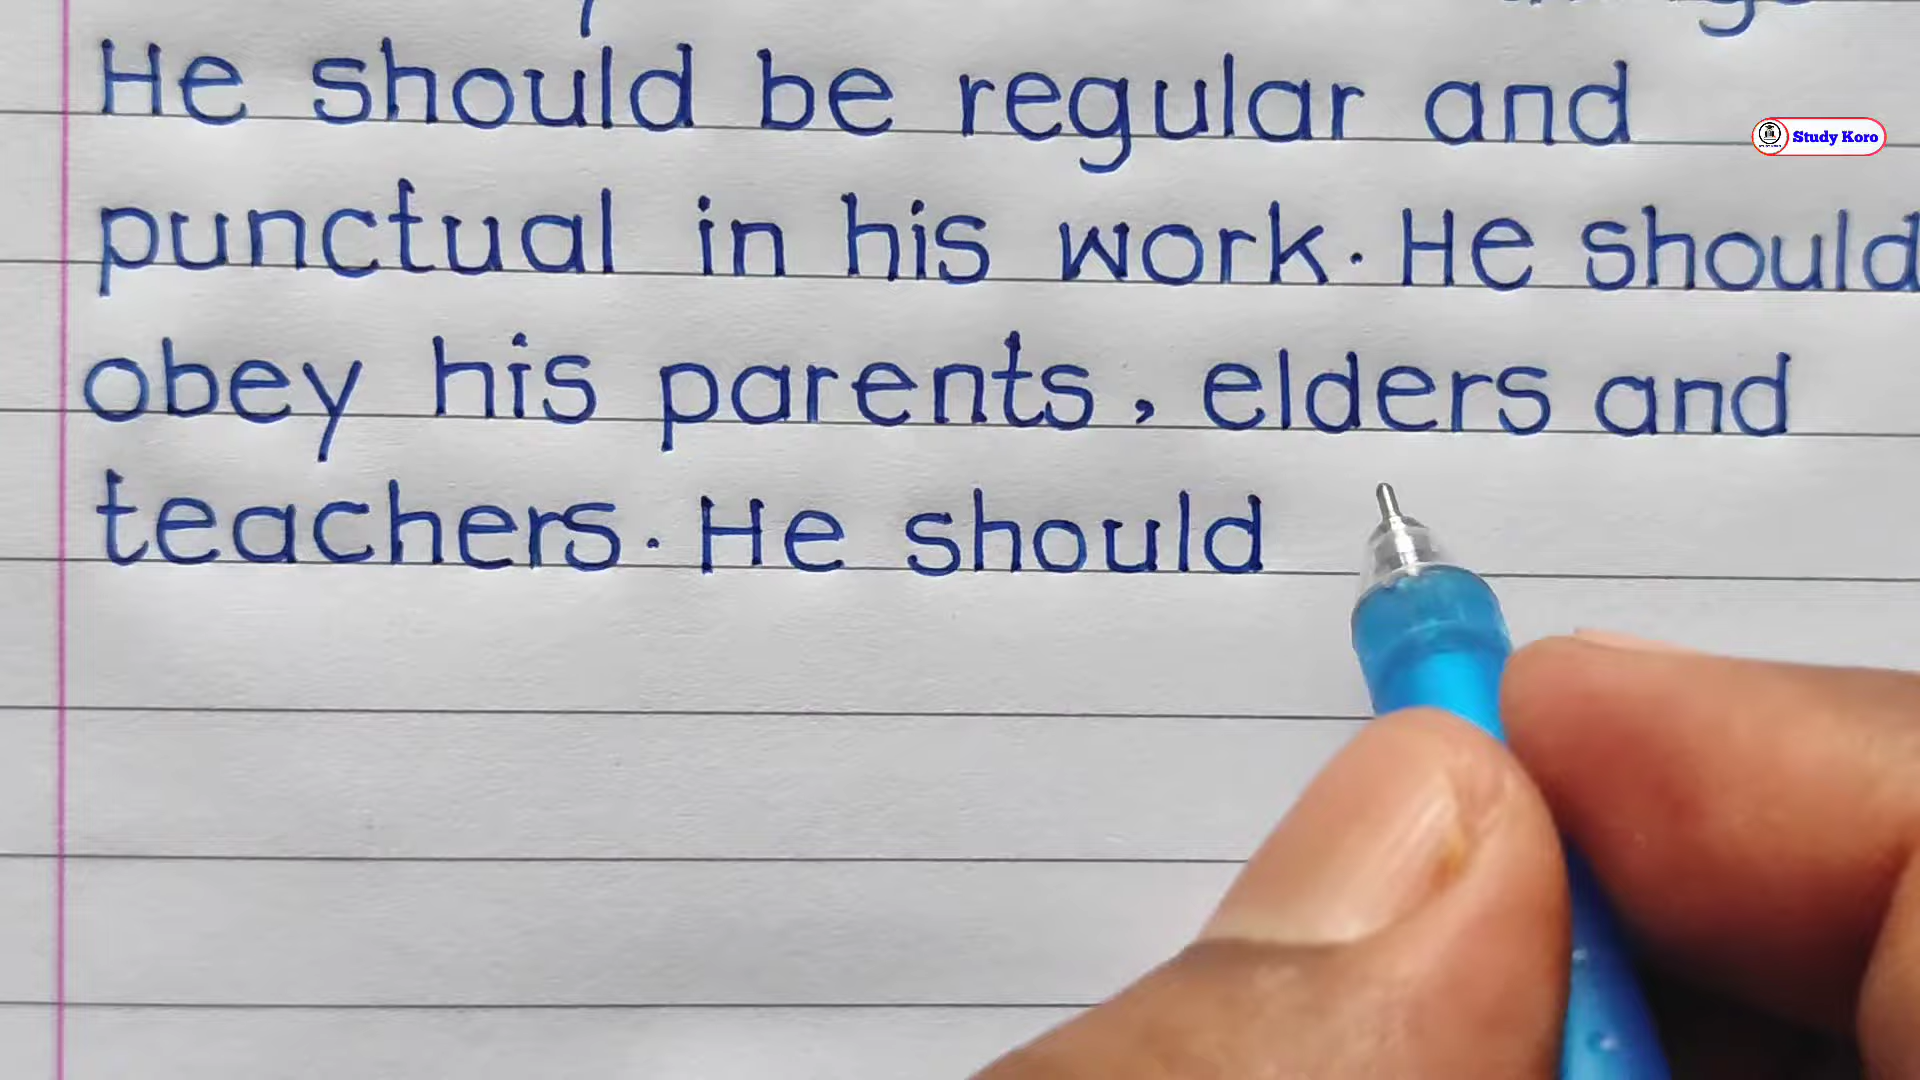 He should be regular and
Study Koro
punctual in his work. He should
obey his parents, elders and
teachers. He should